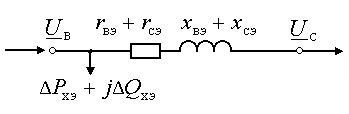 U_В r_вэ + r_сэ x_вэ + x_сэ U_С
ΔP_хэ + jΔQ_хэ